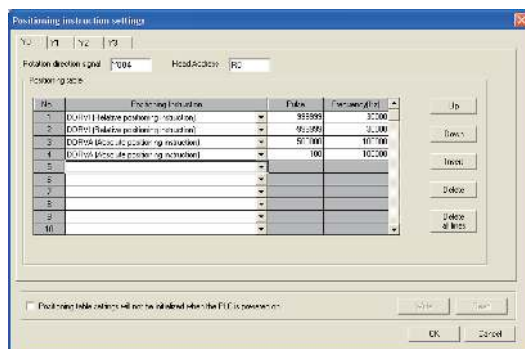 Positioning instruction settings
Y0 Y1 Y2 Y3
Rotation direction signal Y004 Head Address R0
Positioning table
No. Positioning Instruction Pulse Frequency[Hz]
1 DDRVI (Relative positioning instruction) 999999 30000
2 DDRVI (Relative positioning instruction) 999999 30000
3 DDRVA (Absolute positioning instruction) 500000 100000
4 DDRVA (Absolute positioning instruction) 100 100000
5
6
7
8
9
10
Up
Down
Insert
Delete
Delete
all lines
Positioning table settings will not be initialized when the PLC is powered on
Write Read
OK Cancel